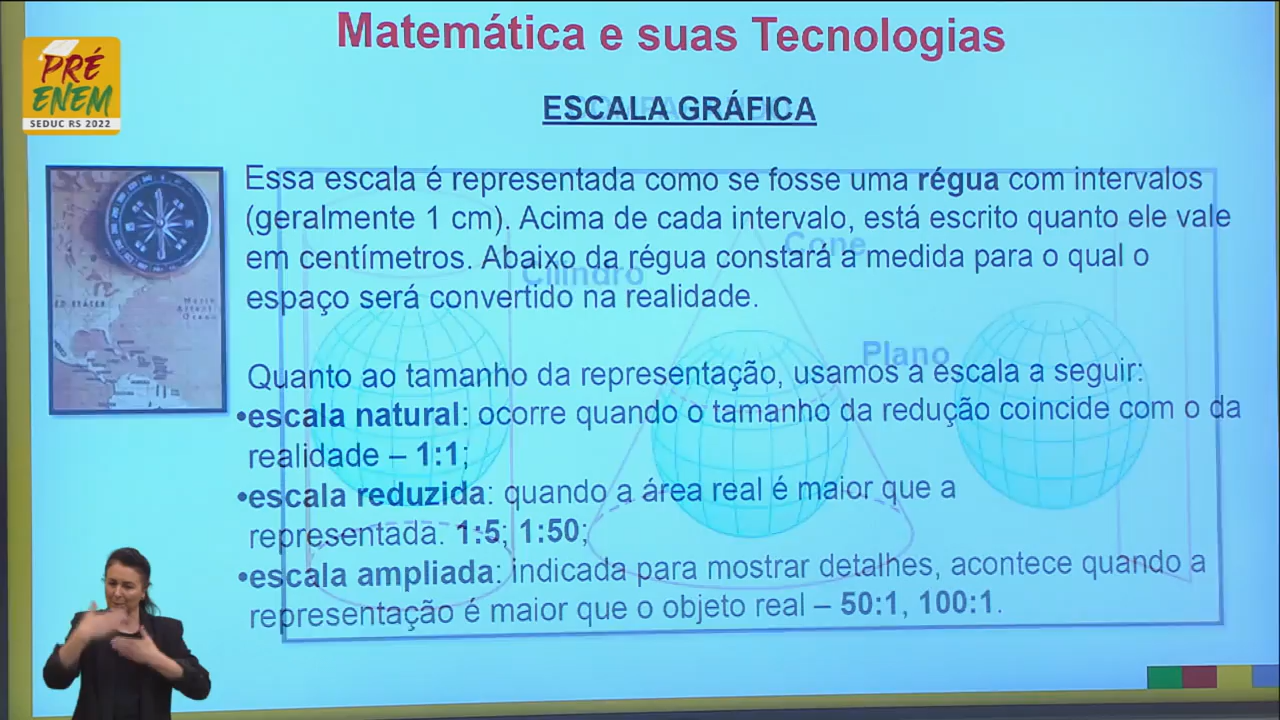 Matemática e suas Tecnologias
PRÉ
ENEM
SEDUC RS 2022
ESCALA GRÁFICA
Essa escala é representada como se fosse uma régua com intervalos
(geralmente 1 cm). Acima de cada intervalo, está escrito quanto ele vale
em centímetros. Abaixo da régua constará a medida para o qual o
espaço será convertido na realidade.
Cone
Cilindro
Plano
Quanto ao tamanho da representação, usamos a escala a seguir:
•escala natural: ocorre quando o tamanho da redução coincide com o da
realidade – 1:1;
•escala reduzida: quando a área real é maior que a
representada. 1:5; 1:50;
•escala ampliada: indicada para mostrar detalhes, acontece quando a
representação é maior que o objeto real – 50:1, 100:1.